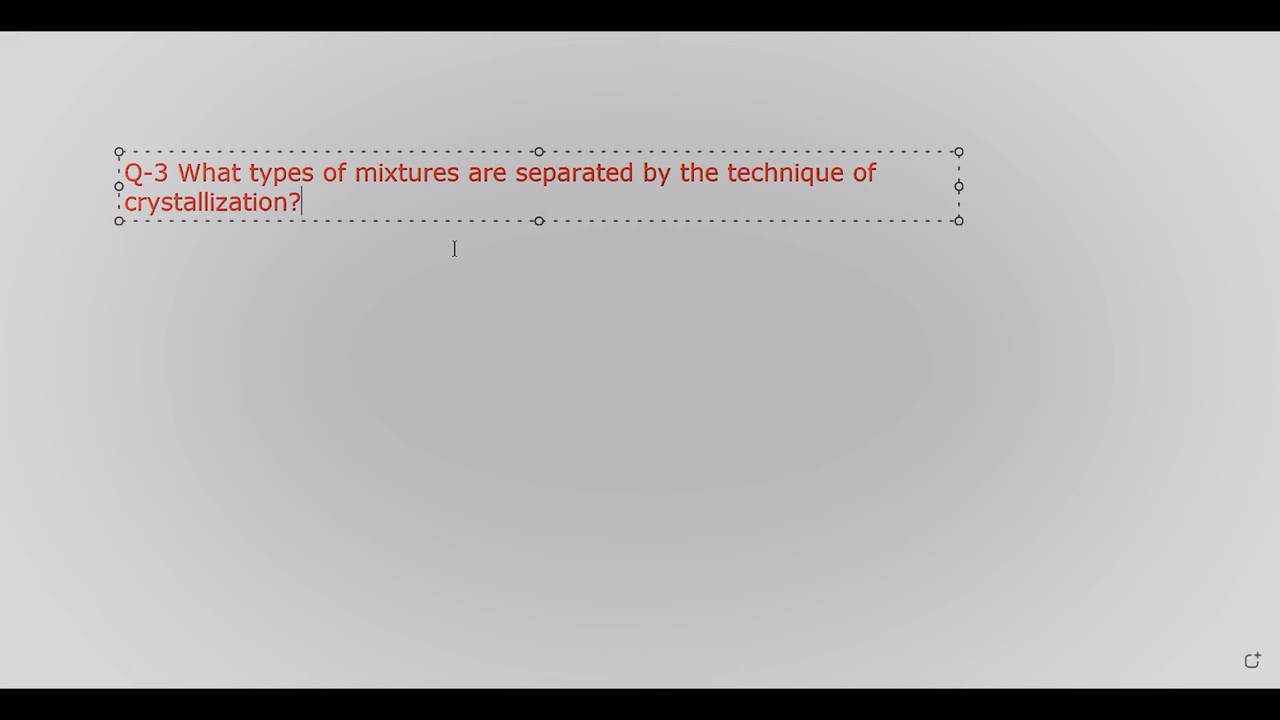 Q-3 What types of mixtures are separated by the technique of
crystallization?